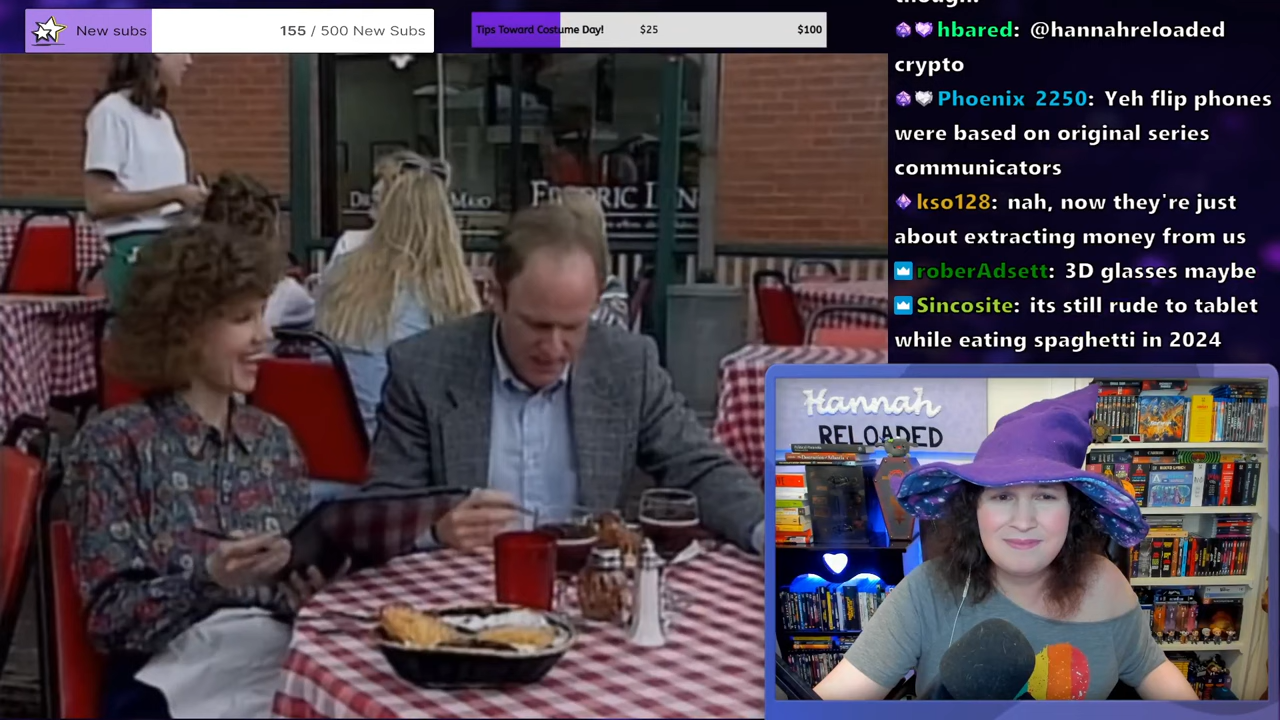 New subs
155 / 500 New Subs
Tips Toward Costume Day!
$25
$100
though.
hbared: @hannahreloaded
crypto
Phoenix 2250: Yeh flip phones
were based on original series
communicators
kso128: nah, now they're just
about extracting money from us
roberAdsett: 3D glasses maybe
Sincosite: its still rude to tablet
while eating spaghetti in 2024
Hannah
RELOADED